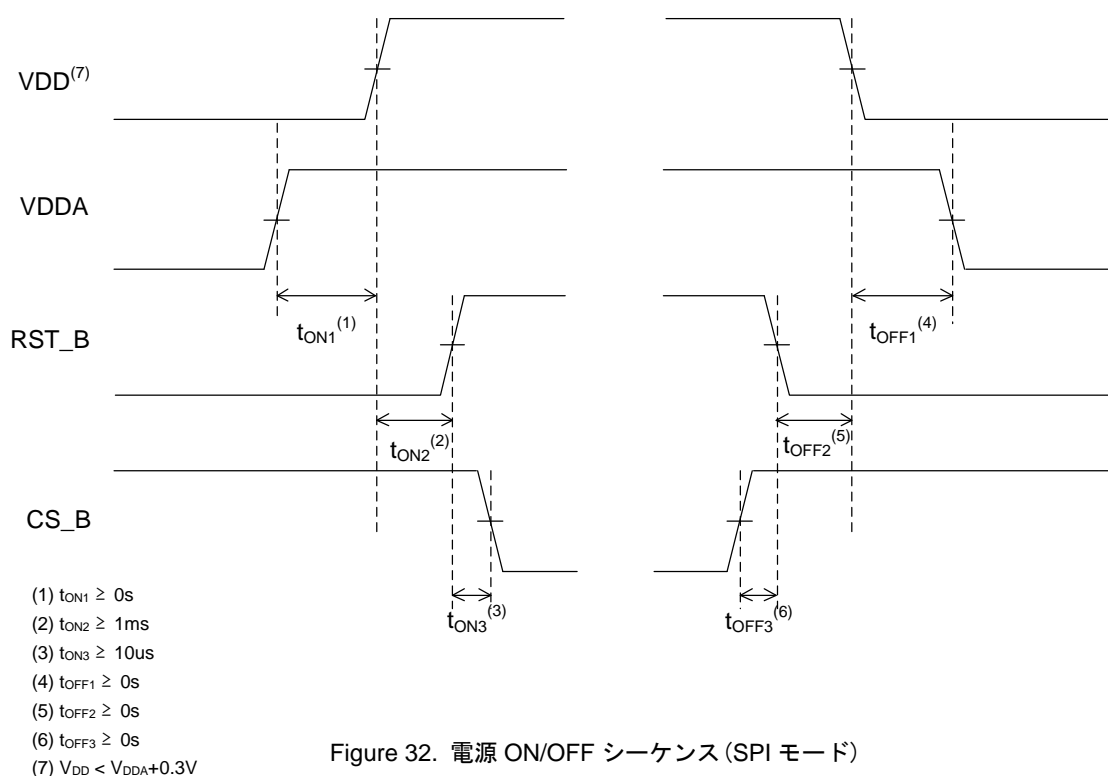 VDD(7)
VDDA
tON1(1)
tOFF1(4)
RST_B
tON2(2)
tOFF2(5)
CS_B
tON3(3)
tOFF3(6)
(1) tON1 ≥ 0s
(2) tON2 ≥ 1ms
(3) tON3 ≥ 10us
(4) tOFF1 ≥ 0s
(5) tOFF2 ≥ 0s
(6) tOFF3 ≥ 0s
(7) VDD < VDDA+0.3V
Figure 32. 電源 ON/OFF シーケンス(SPI モード)